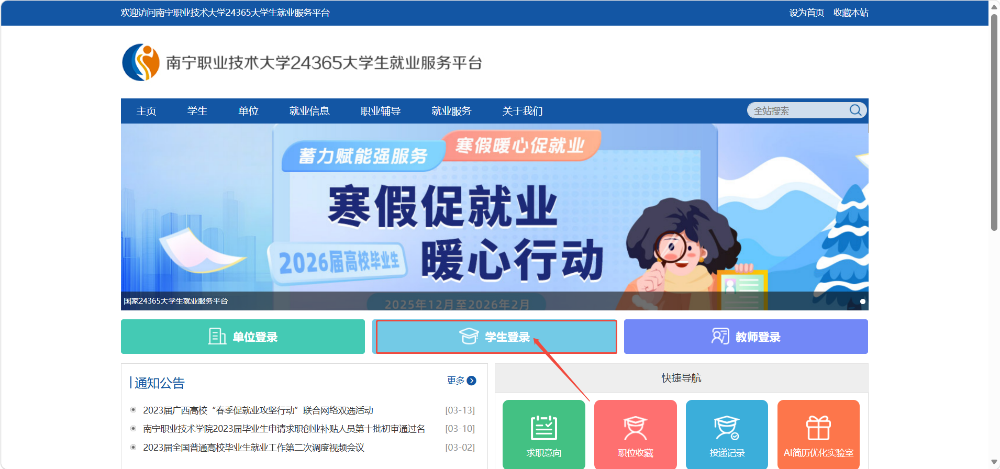 欢迎访问南宁职业技术大学24365大学生就业服务平台
设为首页 收藏本站
南宁职业技术大学24365大学生就业服务平台
主页 学生 单位 就业信息 职业辅导 就业服务 关于我们
全站搜索
蓄力赋能强服务
寒假暖心促就业
寒假促就业
2026届高校毕业生
暖心行动
2025年12月至2026年2月
国家24365大学生就业服务平台
单位登录
学生登录
教师登录
通知公告
更多
2023届广西高校“春季促就业攻坚行动”联合网络双选活动 [03-13]
南宁职业技术学院2023届毕业生申请求职创业补贴人员第十批初审通过名 [03-10]
2023届全国普通高校毕业生就业工作第二次调度视频会议 [03-02]
快捷导航
求职意向
职位收藏
投递记录
AI简历优化实验室